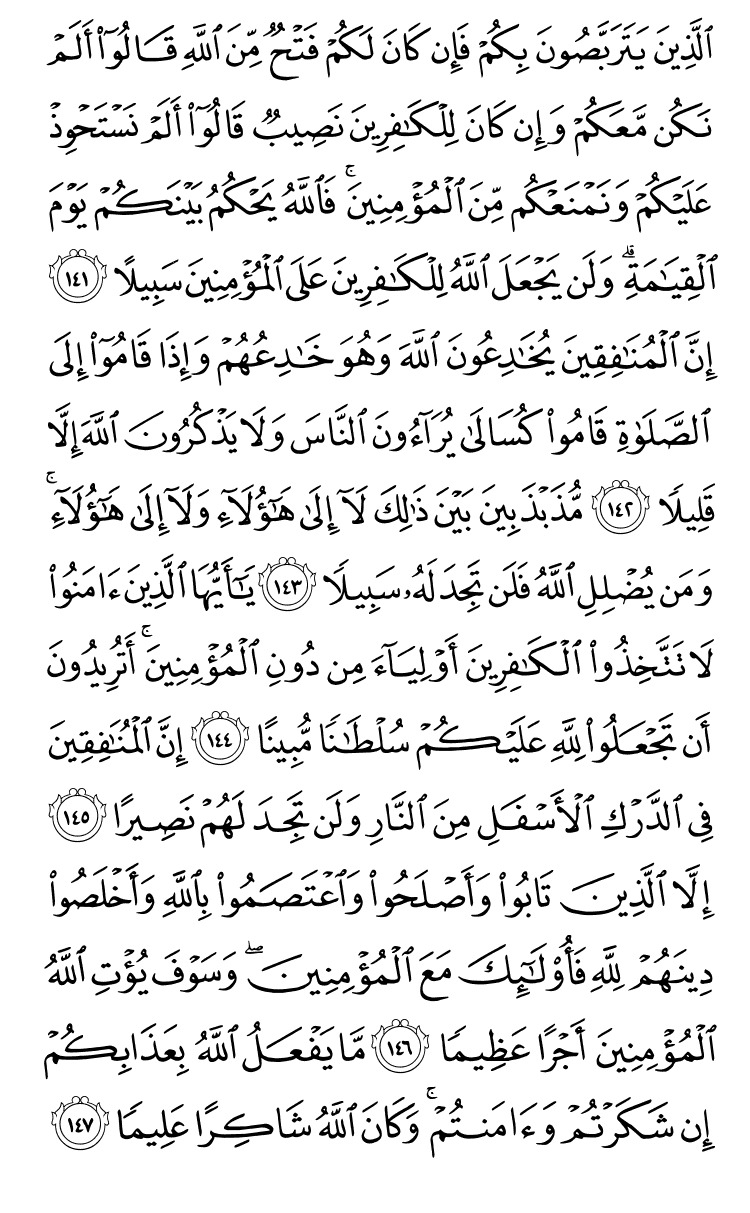 ٱلَّذِينَ يَتَرَبَّصُونَ بِكُمۡ فَإِن كَانَ لَكُمۡ فَتۡحٞ مِّنَ ٱللَّهِ قَالُوٓاْ أَلَمۡ
نَكُن مَّعَكُمۡ وَإِن كَانَ لِلۡكَٰفِرِينَ نَصِيبٞ قَالُوٓاْ أَلَمۡ نَسۡتَحۡوِذۡ
عَلَيۡكُمۡ وَنَمۡنَعۡكُم مِّنَ ٱلۡمُؤۡمِنِينَۚ فَٱللَّهُ يَحۡكُمُ بَيۡنَكُمۡ يَوۡمَ
ٱلۡقِيَٰمَةِۗ وَلَن يَجۡعَلَ ٱللَّهُ لِلۡكَٰفِرِينَ عَلَى ٱلۡمُؤۡمِنِينَ سَبِيلًا ١٤١
إِنَّ ٱلۡمُنَٰفِقِينَ يُخَٰدِعُونَ ٱللَّهَ وَهُوَ خَٰدِعُهُمۡ وَإِذَا قَامُوٓاْ إِلَى
ٱلصَّلَوٰةِ قَامُواْ كُسَالَىٰ يُرَآءُونَ ٱلنَّاسَ وَلَا يَذۡكُرُونَ ٱللَّهَ إِلَّا
قَلِيلٗا ١٤٢ مُّذَبۡذَبِينَ بَيۡنَ ذَٰلِكَ لَآ إِلَىٰ هَٰٓؤُلَآءِ وَلَآ إِلَىٰ هَٰٓؤُلَآءِۚ
وَمَن يُضۡلِلِ ٱللَّهُ فَلَن تَجِدَ لَهُۥ سَبِيلٗا ١٤٣ يَٰٓأَيُّهَا ٱلَّذِينَ ءَامَنُواْ
لَا تَتَّخِذُواْ ٱلۡكَٰفِرِينَ أَوۡلِيَآءَ مِن دُونِ ٱلۡمُؤۡمِنِينَۚ أَتُرِيدُونَ
أَن تَجۡعَلُواْ لِلَّهِ عَلَيۡكُمۡ سُلۡطَٰنٗا مُّبِينًا ١٤٤ إِنَّ ٱلۡمُنَٰفِقِينَ
فِي ٱلدَّرۡكِ ٱلۡأَسۡفَلِ مِنَ ٱلنَّارِ وَلَن تَجِدَ لَهُمۡ نَصِيرًا ١٤٥
إِلَّا ٱلَّذِينَ تَابُواْ وَأَصۡلَحُواْ وَٱعۡتَصَمُواْ بِٱللَّهِ وَأَخۡلَصُواْ
دِينَهُمۡ لِلَّهِ فَأُوْلَٰٓئِكَ مَعَ ٱلۡمُؤۡمِنِينَۖ وَسَوۡفَ يُؤۡتِ ٱللَّهُ
ٱلۡمُؤۡمِنِينَ أَجۡرًا عَظِيمٗا ١٤٦ مَّا يَفۡعَلُ ٱللَّهُ بِعَذَابِكُمۡ
إِن شَكَرۡتُمۡ وَءَامَنتُمۡۚ وَكَانَ ٱللَّهُ شَاكِرًا عَلِيمٗا ١٤٧